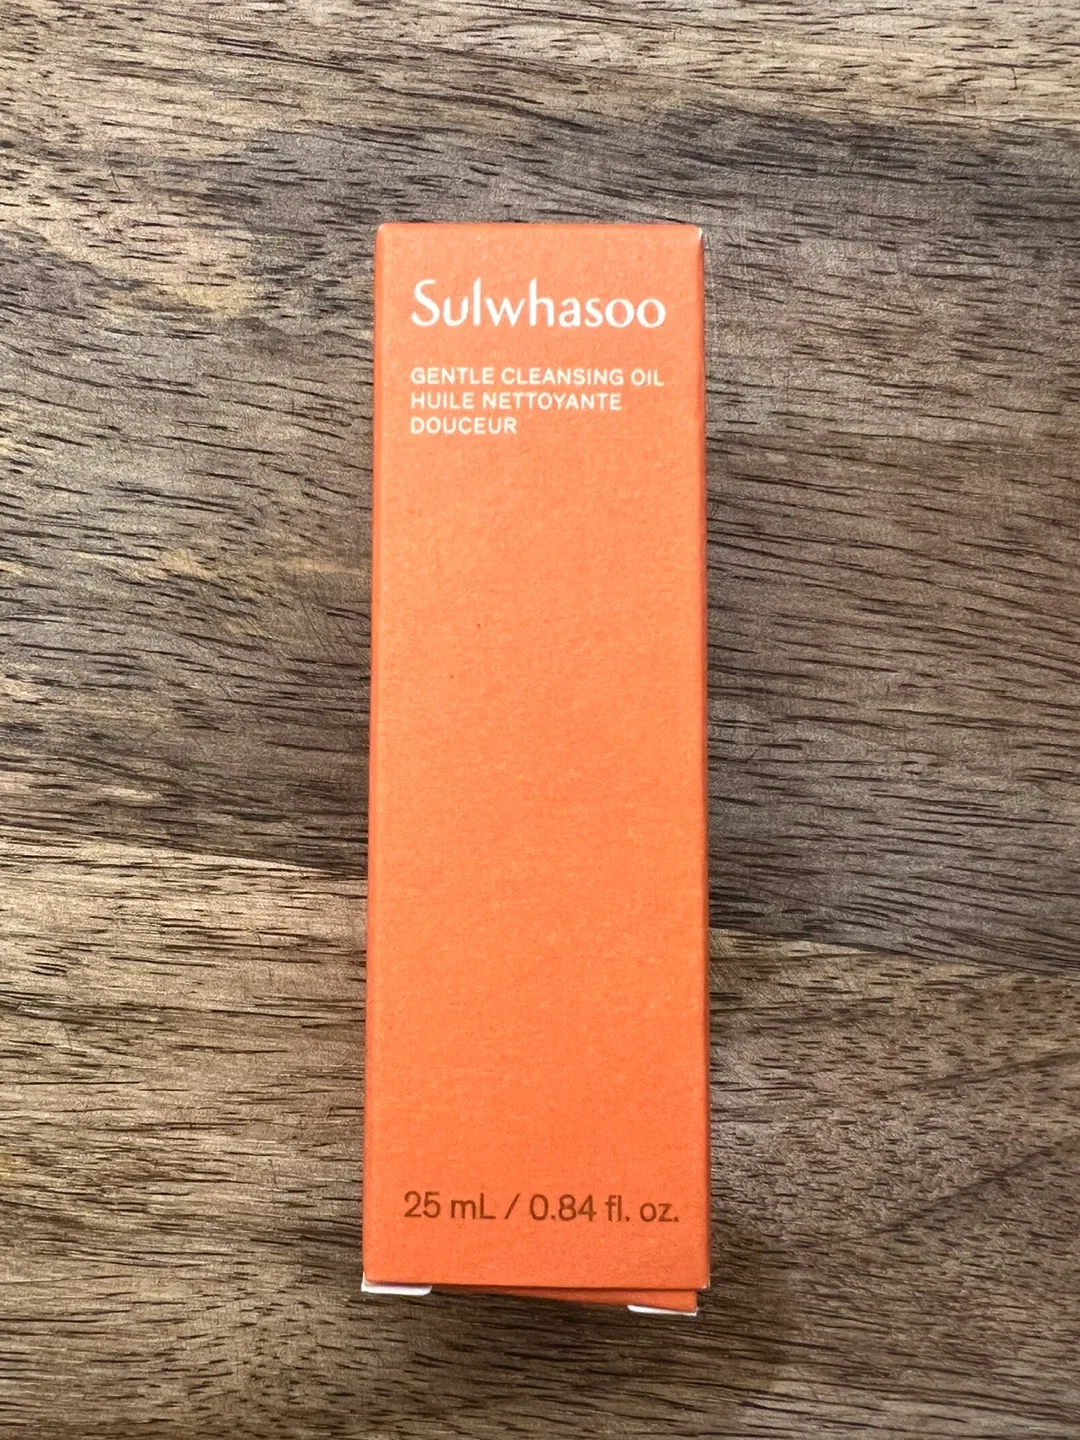 Sulwhasoo
GENTLE CLEANSING OIL
HUILE NETTOYANTE
DOUCEUR
25 mL / 0.84 fl. oz.